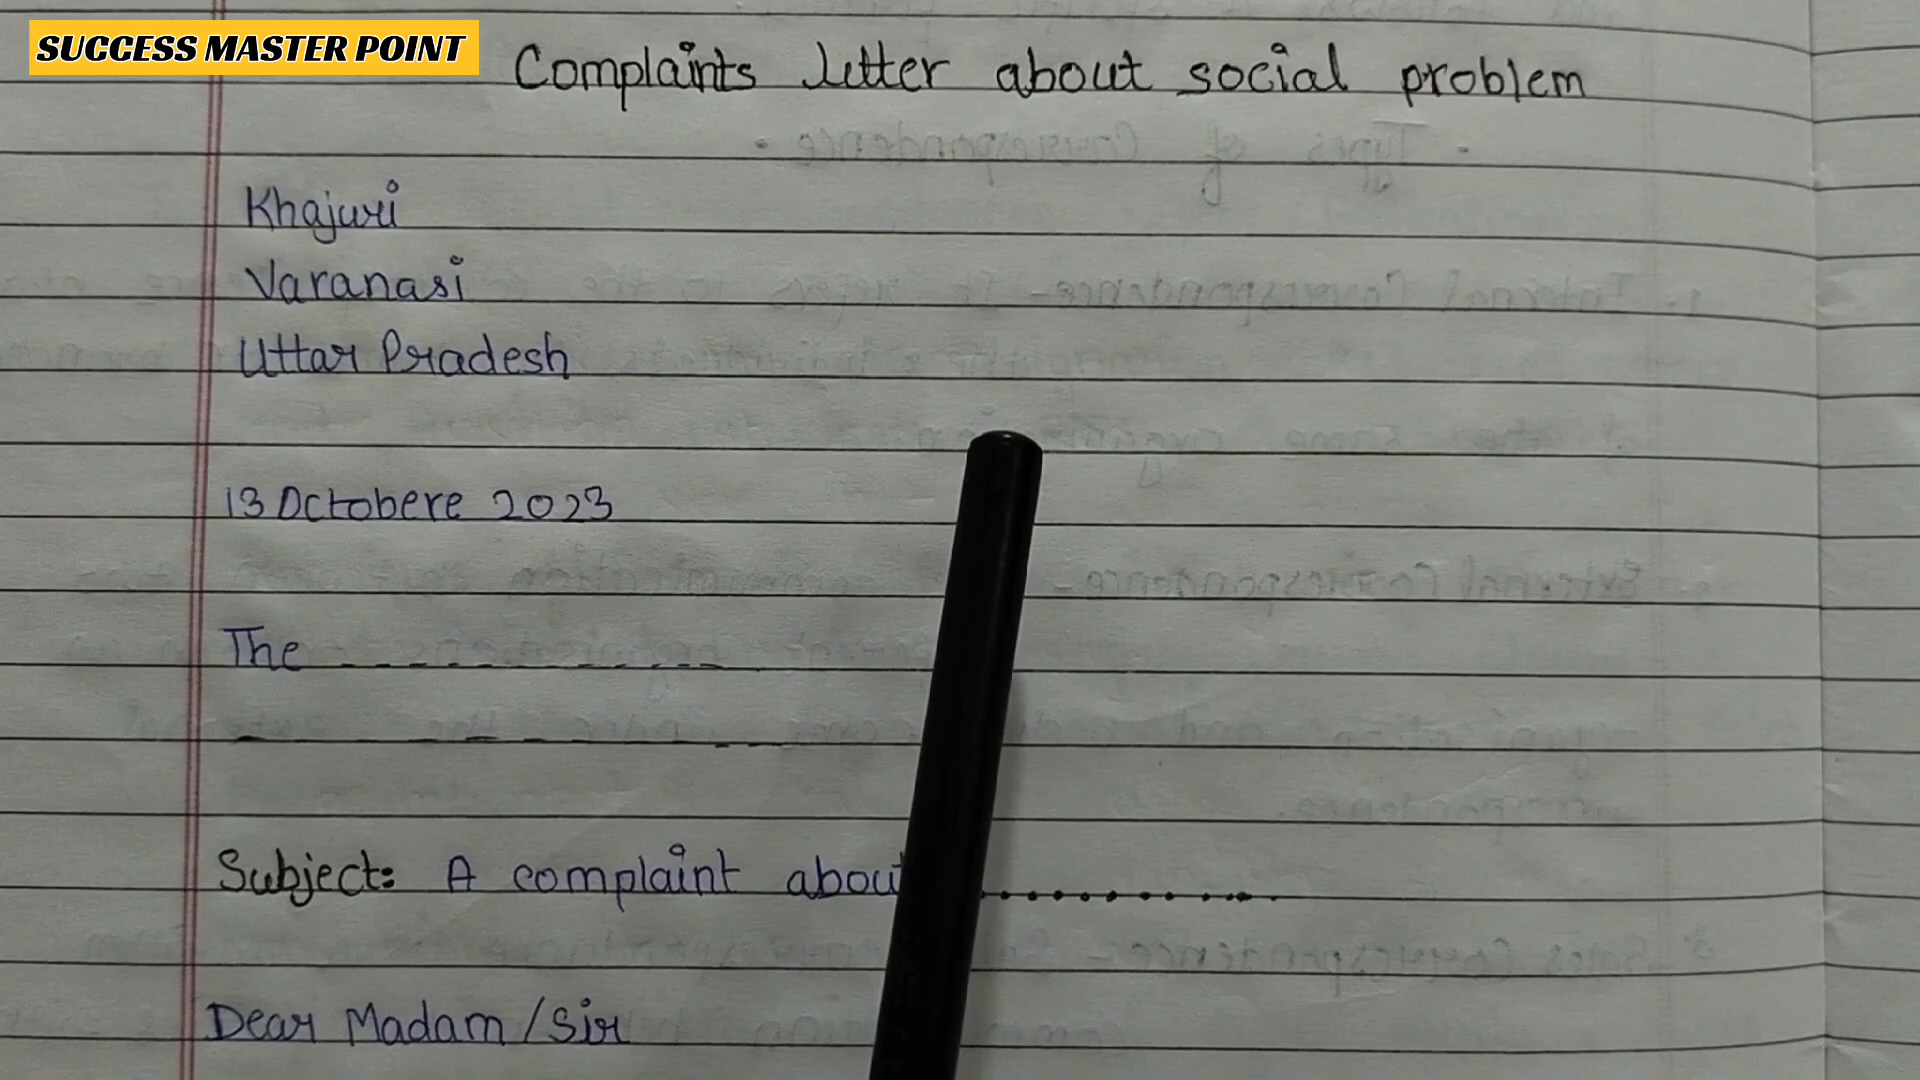 SUCCESS MASTER POINT
Complaints letter about social problem
Khajuri
Varanasi
Uttar Pradesh
13 Octobere 2023
The _ _ _ _ _ _ _ _ _ _ _ _
_ _ _ _ _ _ _ _ _
Subject: A complaint about ............
Dear Madam / Sir